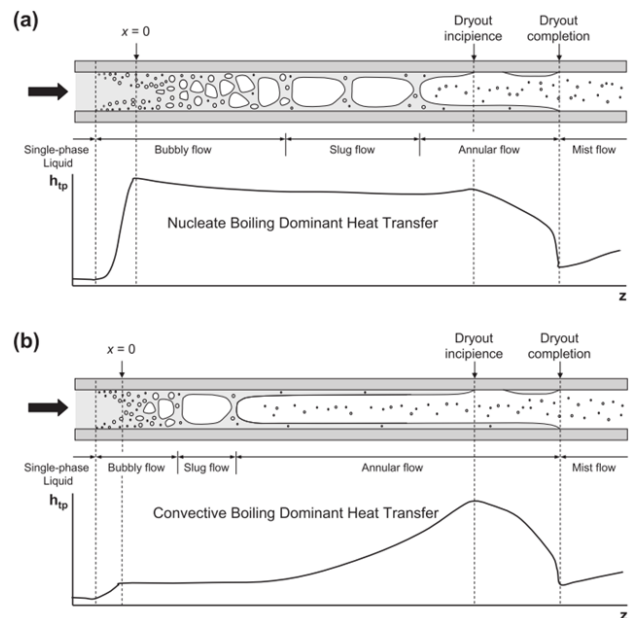 (a)
x = 0
Dryout incipience
Dryout completion
Single-phase Liquid
Bubbly flow
Slug flow
Annular flow
Mist flow
htp
Nucleate Boiling Dominant Heat Transfer
z
(b)
x = 0
Dryout incipience
Dryout completion
Single-phase Liquid
Bubbly flow
Slug flow
Annular flow
Mist flow
htp
Convective Boiling Dominant Heat Transfer
z